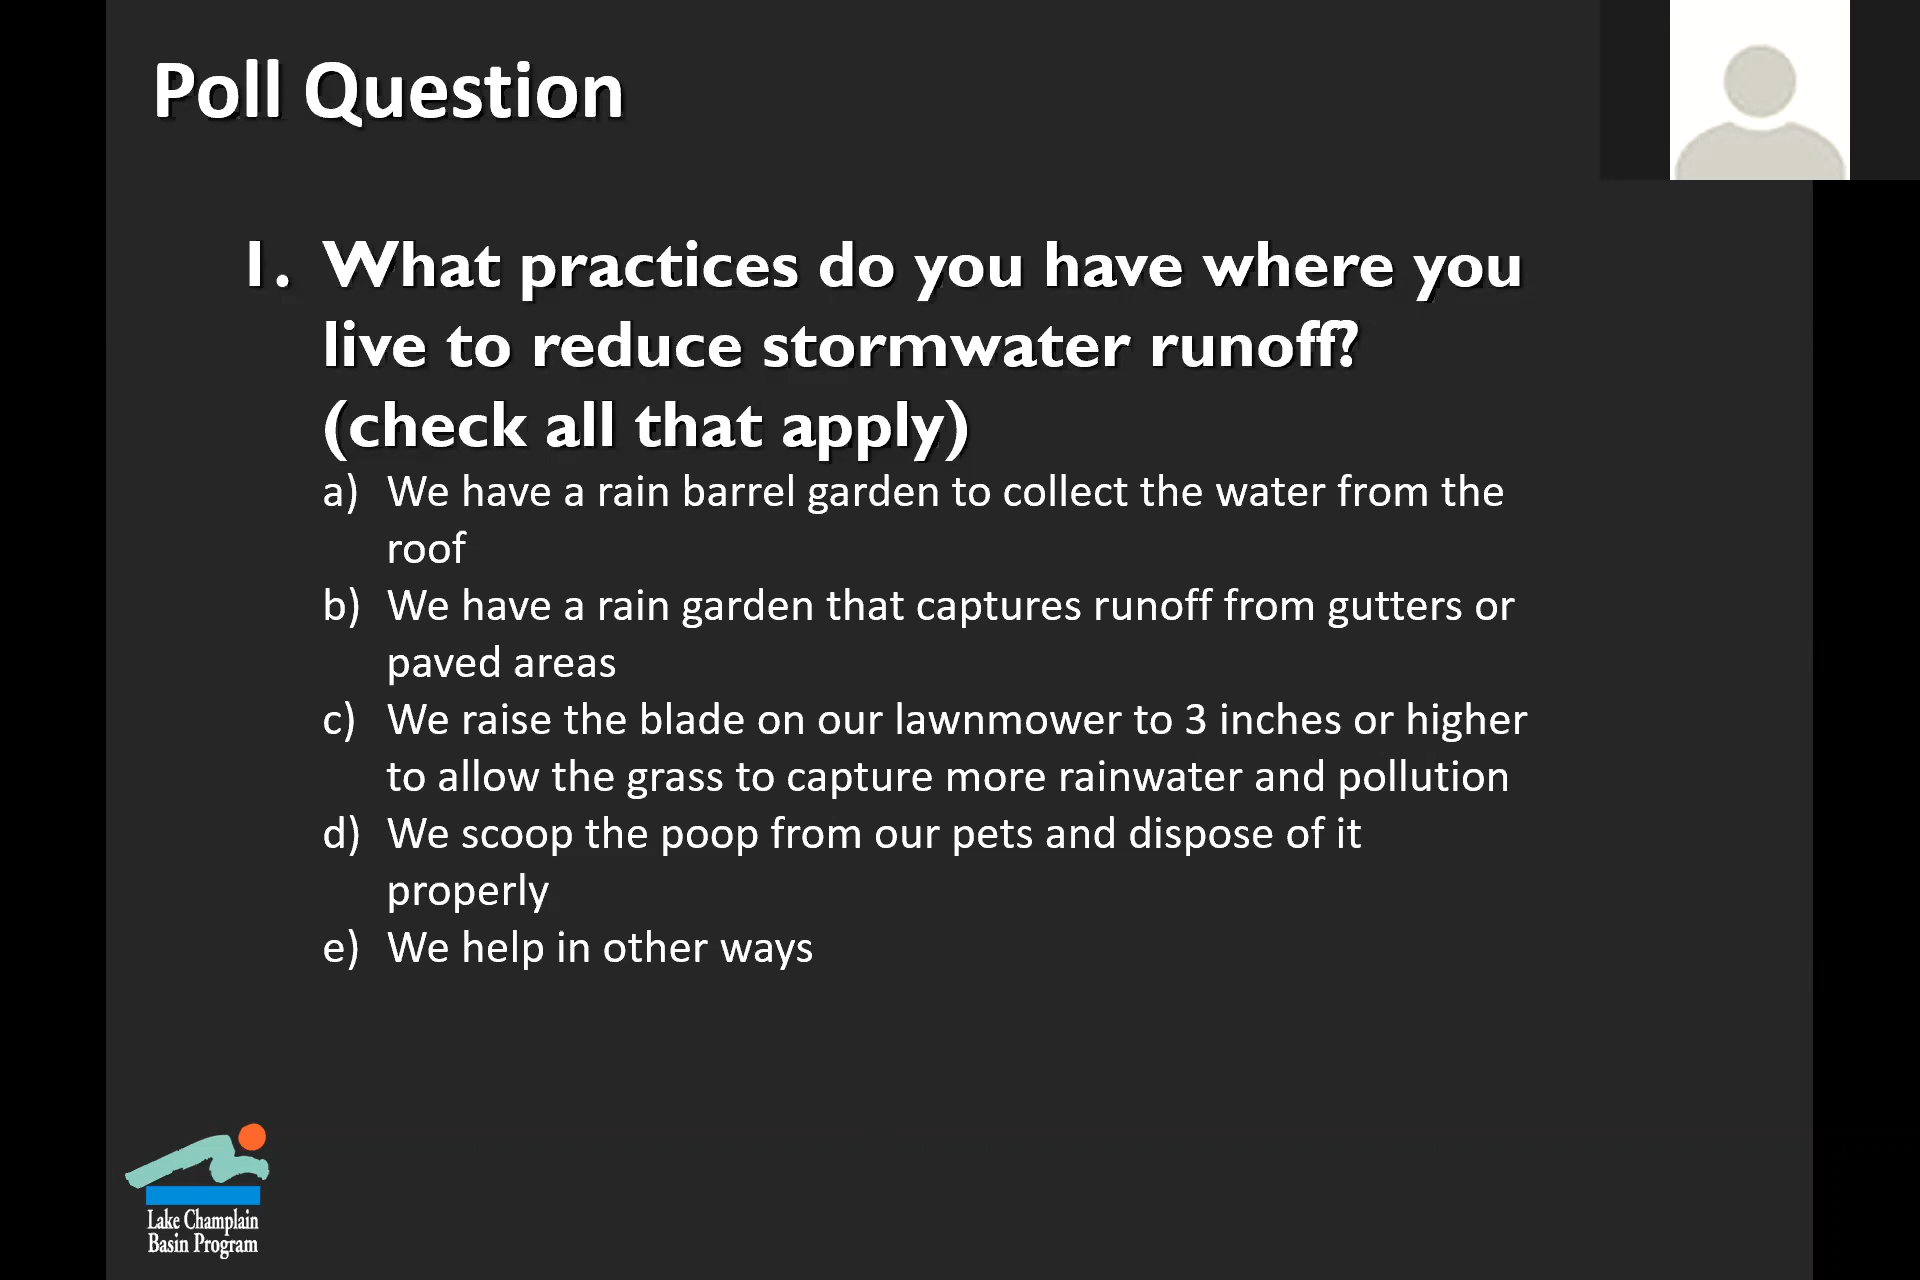 Poll Question
1. What practices do you have where you
live to reduce stormwater runoff?
(check all that apply)
a) We have a rain barrel garden to collect the water from the
roof
b) We have a rain garden that captures runoff from gutters or
paved areas
c) We raise the blade on our lawnmower to 3 inches or higher
to allow the grass to capture more rainwater and pollution
d) We scoop the poop from our pets and dispose of it
properly
e) We help in other ways
Lake Champlain
Basin Program